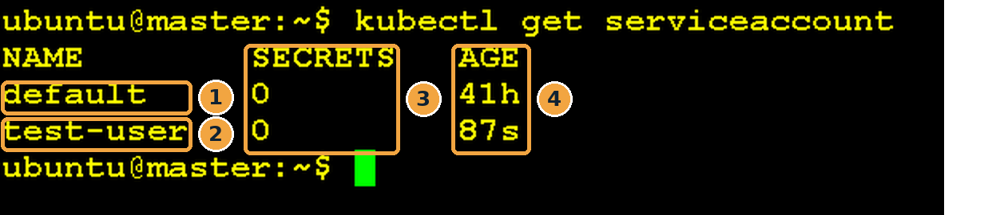 ubuntu@master:~$ kubectl get serviceaccount
NAME SECRETS AGE
default 1 0 3 41h 4
test-user 2 0 87s
ubuntu@master:~$